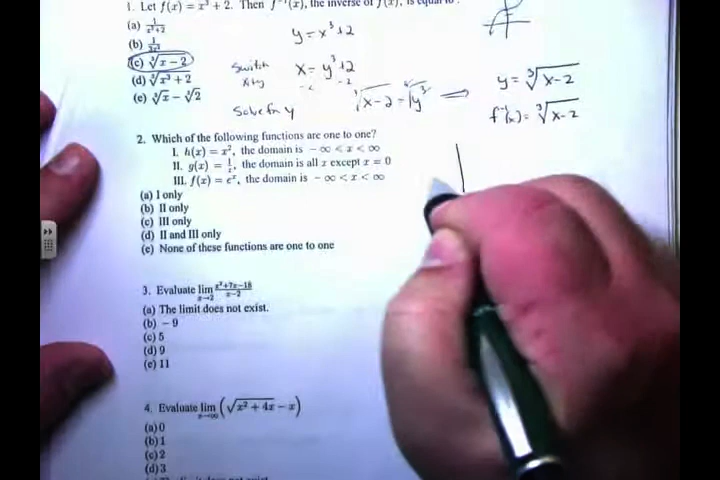 1. Let f(x) = x³ + 2. Then f⁻¹(x), the inverse of f(x), is equal to
(a) 1/(x³+2)
(b)
(c) ∛(x − 2)
(d) ∛(x³ + 2)
(e) ∛x − ∛2
y = x³ + 2
Switch x = y³ + 2
x + y -2 -2
Solve for y ∛(x-2) = ∛(y³) ⟹ y = ∛(x-2)
f⁻¹(x) = ∛(x-2)
2. Which of the following functions are one to one?
I. h(x) = x², the domain is −∞ < x < ∞
II. g(x) = 1/x, the domain is all x except x = 0
III. f(x) = eˣ, the domain is −∞ < x < ∞
(a) I only
(b) II only
(c) III only
(d) II and III only
(e) None of these functions are one to one
3. Evaluate lim x→2 (x²+7x−18)/(x−2)
(a) The limit does not exist.
(b) −9
(c) 5
(d) 9
(e) 11
4. Evaluate lim x→∞ (√(x² + 4x) − x)
(a) 0
(b) 1
(c) 2
(d) 3